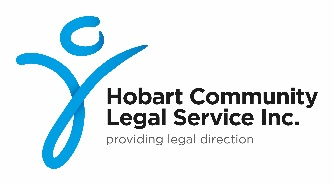 Hobart Community
Legal Service Inc.
providing legal direction